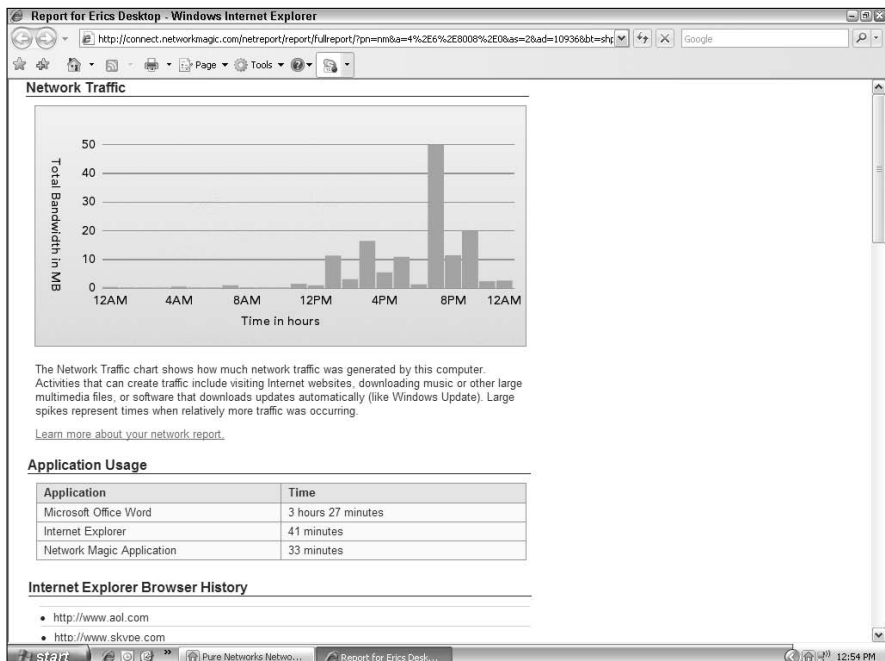 Report for Erics Desktop - Windows Internet Explorer
http://connect.networkmagic.com/netreport/report/fullreport/?pn=nm&a=4%2E6%2E8008%2E0&as=2&ad=10936&bt=shp
Google
Page Tools
Network Traffic
Total Bandwidth in MB
50
40
30
20
10
0
12AM 4AM 8AM 12PM 4PM 8PM 12AM
Time in hours
The Network Traffic chart shows how much network traffic was generated by this computer.
Activities that can create traffic include visiting Internet websites, downloading music or other large
multimedia files, or software that downloads updates automatically (like Windows Update). Large
spikes represent times when relatively more traffic was occurring.
Learn more about your network report.
Application Usage
Application Time
Microsoft Office Word 3 hours 27 minutes
Internet Explorer 41 minutes
Network Magic Application 33 minutes
Internet Explorer Browser History
• http://www.aol.com
• http://www.skype.com
start Pure Networks Netwo... Report for Erics Desk... 12:54 PM